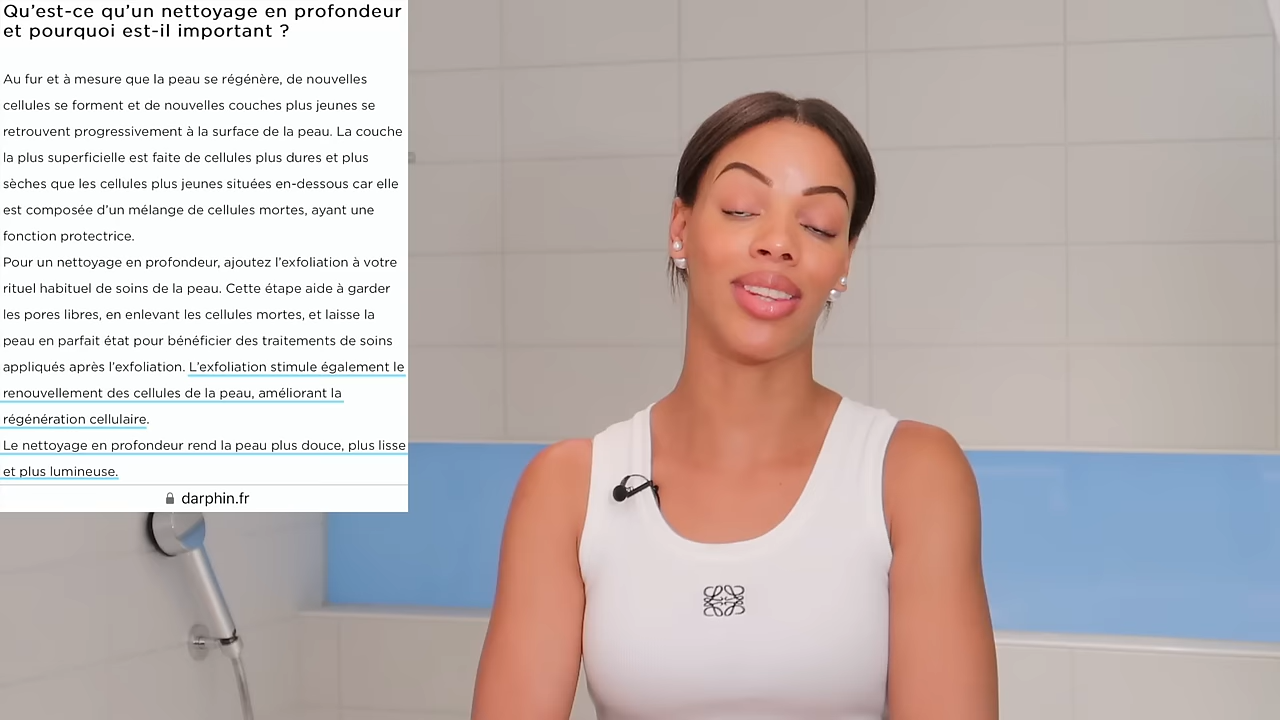 Qu'est-ce qu'un nettoyage en profondeur
et pourquoi est-il important ?
Au fur et à mesure que la peau se régénère, de nouvelles
cellules se forment et de nouvelles couches plus jeunes se
retrouvent progressivement à la surface de la peau. La couche
la plus superficielle est faite de cellules plus dures et plus
sèches que les cellules plus jeunes situées en-dessous car elle
est composée d'un mélange de cellules mortes, ayant une
fonction protectrice.
Pour un nettoyage en profondeur, ajoutez l'exfoliation à votre
rituel habituel de soins de la peau. Cette étape aide à garder
les pores libres, en enlevant les cellules mortes, et laisse la
peau en parfait état pour bénéficier des traitements de soins
appliqués après l'exfoliation. L'exfoliation stimule également le
renouvellement des cellules de la peau, améliorant la
régénération cellulaire.
Le nettoyage en profondeur rend la peau plus douce, plus lisse
et plus lumineuse.
darphin.fr